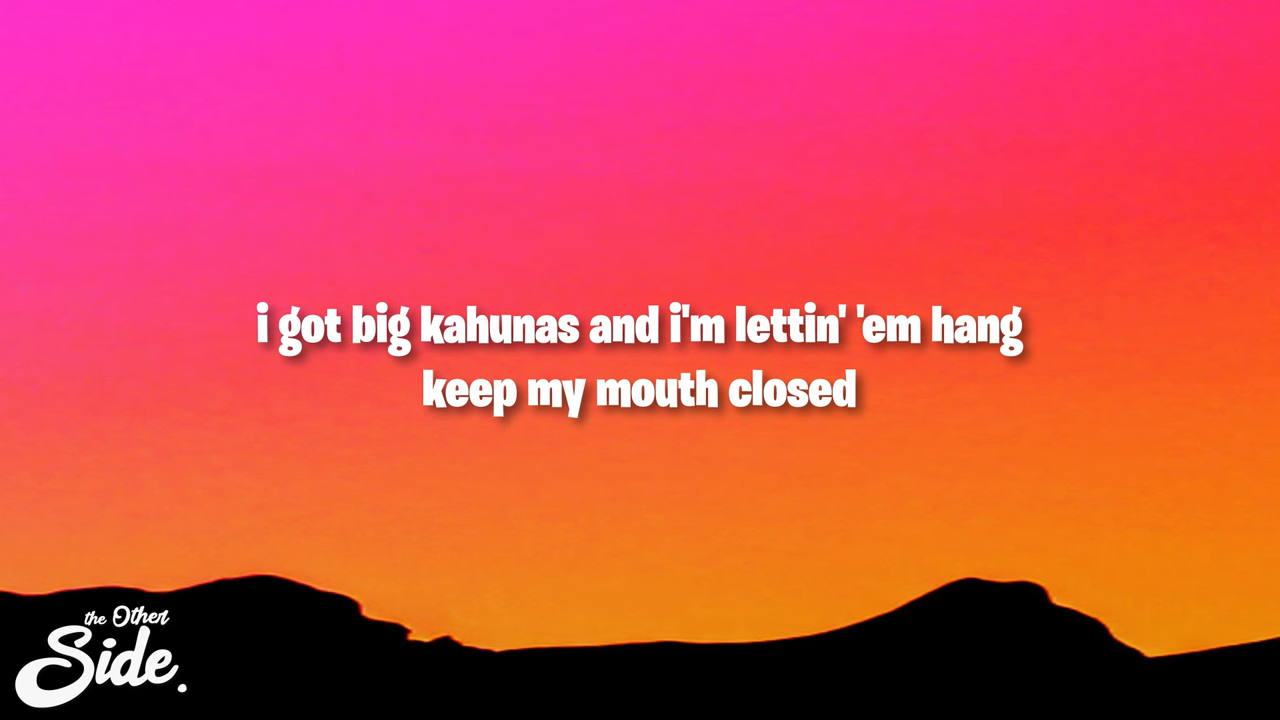 i got big kahunas and i'm lettin' 'em hang
keep my mouth closed
the Other
Side.